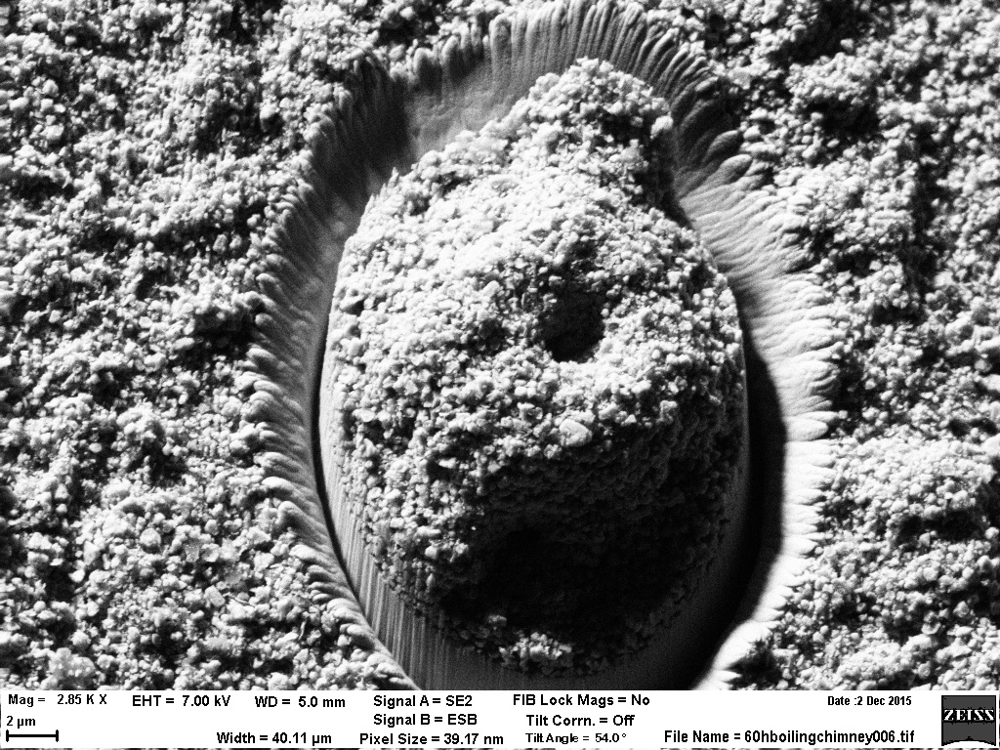 Mag = 2.85 K X EHT = 7.00 kV WD = 5.0 mm Signal A = SE2 FIB Lock Mags = No Date :2 Dec 2015
2 µm Signal B = ESB Tilt Corrn. = Off ZEISS
Width = 40.11 µm Pixel Size = 39.17 nm Tilt Angle = 54.0° File Name = 60hboilingchimney006.tif